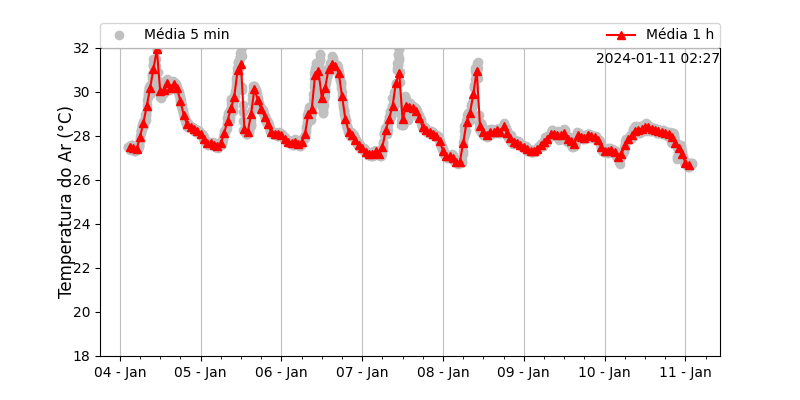 Média 5 min
Média 1 h
2024-01-11 02:27
Temperatura do Ar (°C)
32
30
28
26
24
22
20
18
04 - Jan
05 - Jan
06 - Jan
07 - Jan
08 - Jan
09 - Jan
10 - Jan
11 - Jan